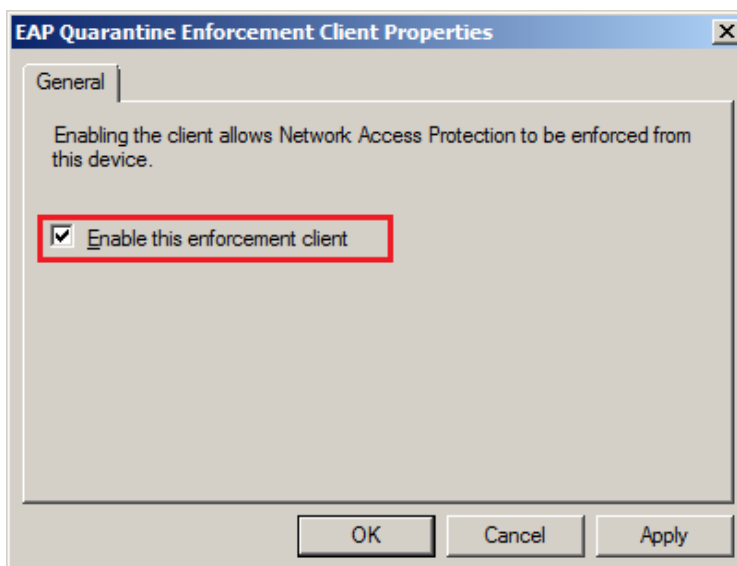 EAP Quarantine Enforcement Client Properties
General
Enabling the client allows Network Access Protection to be enforced from
this device.
Enable this enforcement client
OK Cancel Apply